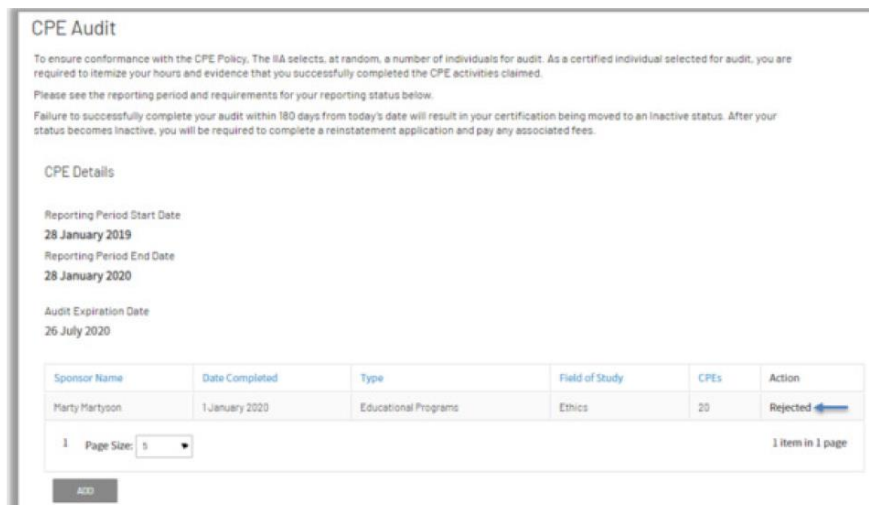 CPE Audit
To ensure conformance with the CPE Policy, The IIA selects, at random, a number of individuals for audit. As a certified individual selected for audit, you are
required to itemize your hours and evidence that you successfully completed the CPE activities claimed.
Please see the reporting period and requirements for your reporting status below.
Failure to successfully complete your audit within 180 days from today's date will result in your certification being moved to an Inactive status. After your
status becomes Inactive, you will be required to complete a reinstatement application and pay any associated fees.
CPE Details
Reporting Period Start Date
28 January 2019
Reporting Period End Date
28 January 2020
Audit Expiration Date
26 July 2020
Sponsor Name Date Completed Type Field of Study CPEs Action
Marty Martyson 1 January 2020 Educational Programs Ethics 20 Rejected
1 Page Size: 5 1 item in 1 page
ADD